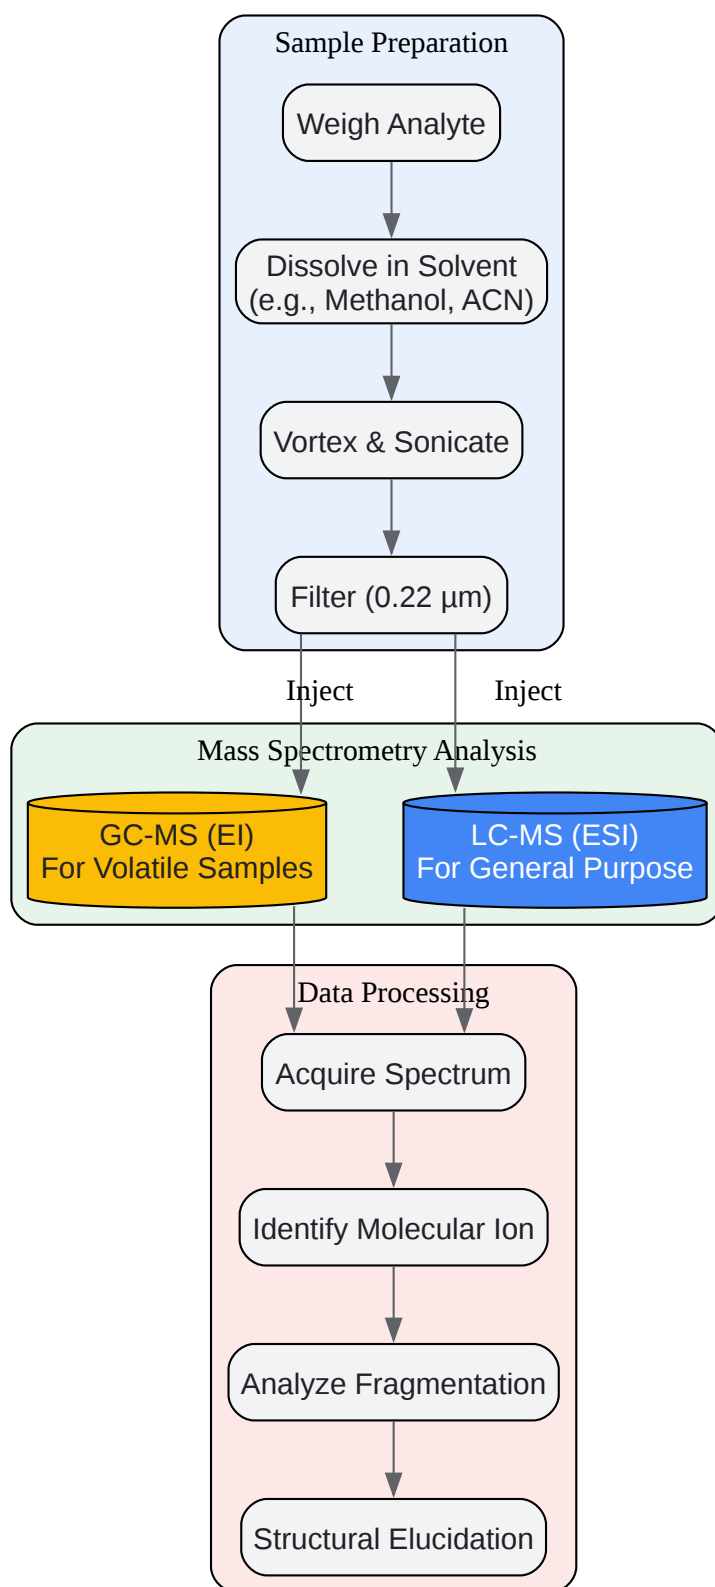 Sample Preparation
Weigh Analyte
Dissolve in Solvent
(e.g., Methanol, ACN)
Vortex & Sonicate
Filter (0.22 µm)
Inject
Inject
Mass Spectrometry Analysis
GC-MS (EI)
For Volatile Samples
LC-MS (ESI)
For General Purpose
Data Processing
Acquire Spectrum
Identify Molecular Ion
Analyze Fragmentation
Structural Elucidation